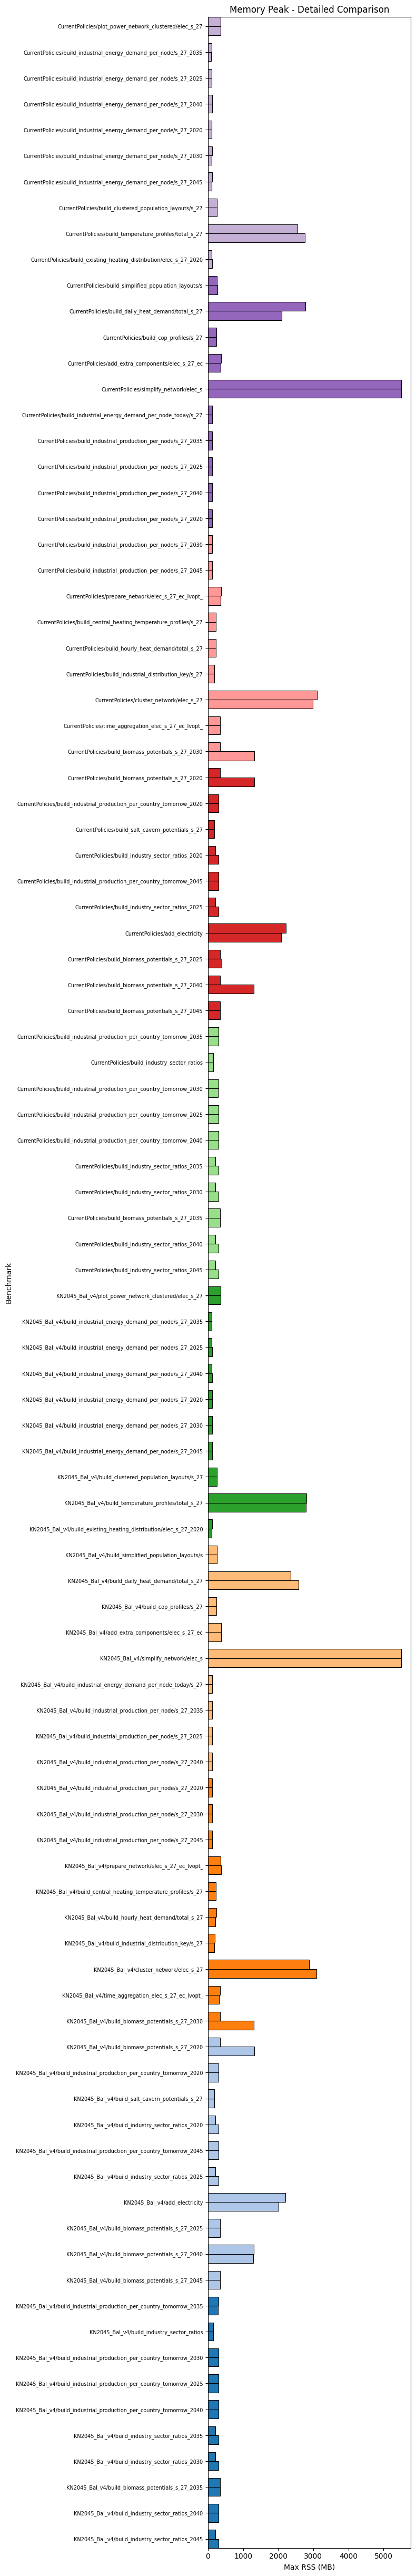 Memory Peak - Detailed Comparison
CurrentPolicies/plot_power_network_clustered/elec_s_27
CurrentPolicies/build_industrial_energy_demand_per_node/s_27_2035
CurrentPolicies/build_industrial_energy_demand_per_node/s_27_2025
CurrentPolicies/build_industrial_energy_demand_per_node/s_27_2040
CurrentPolicies/build_industrial_energy_demand_per_node/s_27_2020
CurrentPolicies/build_industrial_energy_demand_per_node/s_27_2030
CurrentPolicies/build_industrial_energy_demand_per_node/s_27_2045
CurrentPolicies/build_clustered_population_layouts/s_27
CurrentPolicies/build_temperature_profiles/total_s_27
CurrentPolicies/build_existing_heating_distribution/elec_s_27_2020
CurrentPolicies/build_simplified_population_layouts/s
CurrentPolicies/build_daily_heat_demand/total_s_27
CurrentPolicies/build_cop_profiles/s_27
CurrentPolicies/add_extra_components/elec_s_27_ec
CurrentPolicies/simplify_network/elec_s
CurrentPolicies/build_industrial_energy_demand_per_node_today/s_27
CurrentPolicies/build_industrial_production_per_node/s_27_2035
CurrentPolicies/build_industrial_production_per_node/s_27_2025
CurrentPolicies/build_industrial_production_per_node/s_27_2040
CurrentPolicies/build_industrial_production_per_node/s_27_2020
CurrentPolicies/build_industrial_production_per_node/s_27_2030
CurrentPolicies/build_industrial_production_per_node/s_27_2045
CurrentPolicies/prepare_network/elec_s_27_ec_lvopt_
CurrentPolicies/build_central_heating_temperature_profiles/s_27
CurrentPolicies/build_hourly_heat_demand/total_s_27
CurrentPolicies/build_industrial_distribution_key/s_27
CurrentPolicies/cluster_network/elec_s_27
CurrentPolicies/time_aggregation_elec_s_27_ec_lvopt_
CurrentPolicies/build_biomass_potentials_s_27_2030
CurrentPolicies/build_biomass_potentials_s_27_2020
CurrentPolicies/build_industrial_production_per_country_tomorrow_2020
CurrentPolicies/build_salt_cavern_potentials_s_27
CurrentPolicies/build_industry_sector_ratios_2020
CurrentPolicies/build_industrial_production_per_country_tomorrow_2045
CurrentPolicies/build_industry_sector_ratios_2025
CurrentPolicies/add_electricity
CurrentPolicies/build_biomass_potentials_s_27_2025
CurrentPolicies/build_biomass_potentials_s_27_2040
CurrentPolicies/build_biomass_potentials_s_27_2045
CurrentPolicies/build_industrial_production_per_country_tomorrow_2035
CurrentPolicies/build_industry_sector_ratios
CurrentPolicies/build_industrial_production_per_country_tomorrow_2030
CurrentPolicies/build_industrial_production_per_country_tomorrow_2025
CurrentPolicies/build_industrial_production_per_country_tomorrow_2040
CurrentPolicies/build_industry_sector_ratios_2035
CurrentPolicies/build_industry_sector_ratios_2030
CurrentPolicies/build_biomass_potentials_s_27_2035
CurrentPolicies/build_industry_sector_ratios_2040
CurrentPolicies/build_industry_sector_ratios_2045
Benchmark
KN2045_Bal_v4/plot_power_network_clustered/elec_s_27
KN2045_Bal_v4/build_industrial_energy_demand_per_node/s_27_2035
KN2045_Bal_v4/build_industrial_energy_demand_per_node/s_27_2025
KN2045_Bal_v4/build_industrial_energy_demand_per_node/s_27_2040
KN2045_Bal_v4/build_industrial_energy_demand_per_node/s_27_2020
KN2045_Bal_v4/build_industrial_energy_demand_per_node/s_27_2030
KN2045_Bal_v4/build_industrial_energy_demand_per_node/s_27_2045
KN2045_Bal_v4/build_clustered_population_layouts/s_27
KN2045_Bal_v4/build_temperature_profiles/total_s_27
KN2045_Bal_v4/build_existing_heating_distribution/elec_s_27_2020
KN2045_Bal_v4/build_simplified_population_layouts/s
KN2045_Bal_v4/build_daily_heat_demand/total_s_27
KN2045_Bal_v4/build_cop_profiles/s_27
KN2045_Bal_v4/add_extra_components/elec_s_27_ec
KN2045_Bal_v4/simplify_network/elec_s
KN2045_Bal_v4/build_industrial_energy_demand_per_node_today/s_27
KN2045_Bal_v4/build_industrial_production_per_node/s_27_2035
KN2045_Bal_v4/build_industrial_production_per_node/s_27_2025
KN2045_Bal_v4/build_industrial_production_per_node/s_27_2040
KN2045_Bal_v4/build_industrial_production_per_node/s_27_2020
KN2045_Bal_v4/build_industrial_production_per_node/s_27_2030
KN2045_Bal_v4/build_industrial_production_per_node/s_27_2045
KN2045_Bal_v4/prepare_network/elec_s_27_ec_lvopt_
KN2045_Bal_v4/build_central_heating_temperature_profiles/s_27
KN2045_Bal_v4/build_hourly_heat_demand/total_s_27
KN2045_Bal_v4/build_industrial_distribution_key/s_27
KN2045_Bal_v4/cluster_network/elec_s_27
KN2045_Bal_v4/time_aggregation_elec_s_27_ec_lvopt_
KN2045_Bal_v4/build_biomass_potentials_s_27_2030
KN2045_Bal_v4/build_biomass_potentials_s_27_2020
KN2045_Bal_v4/build_industrial_production_per_country_tomorrow_2020
KN2045_Bal_v4/build_salt_cavern_potentials_s_27
KN2045_Bal_v4/build_industry_sector_ratios_2020
KN2045_Bal_v4/build_industrial_production_per_country_tomorrow_2045
KN2045_Bal_v4/build_industry_sector_ratios_2025
KN2045_Bal_v4/add_electricity
KN2045_Bal_v4/build_biomass_potentials_s_27_2025
KN2045_Bal_v4/build_biomass_potentials_s_27_2040
KN2045_Bal_v4/build_biomass_potentials_s_27_2045
KN2045_Bal_v4/build_industrial_production_per_country_tomorrow_2035
KN2045_Bal_v4/build_industry_sector_ratios
KN2045_Bal_v4/build_industrial_production_per_country_tomorrow_2030
KN2045_Bal_v4/build_industrial_production_per_country_tomorrow_2025
KN2045_Bal_v4/build_industrial_production_per_country_tomorrow_2040
KN2045_Bal_v4/build_industry_sector_ratios_2035
KN2045_Bal_v4/build_industry_sector_ratios_2030
KN2045_Bal_v4/build_biomass_potentials_s_27_2035
KN2045_Bal_v4/build_industry_sector_ratios_2040
KN2045_Bal_v4/build_industry_sector_ratios_2045
0 1000 2000 3000 4000 5000
Max RSS (MB)